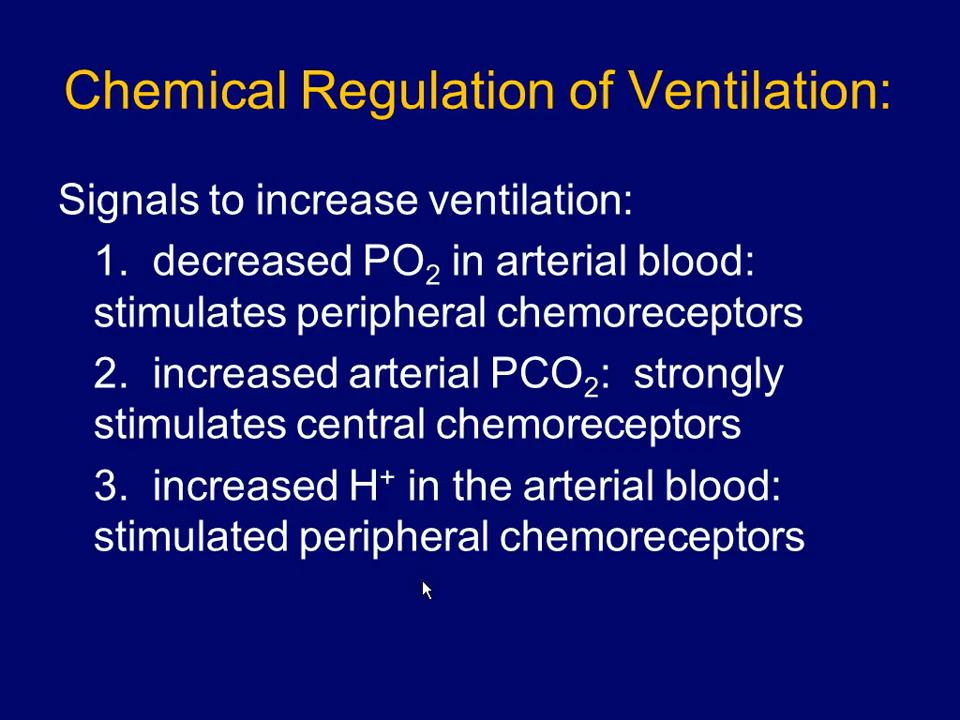 Chemical Regulation of Ventilation:
Signals to increase ventilation:
1. decreased PO₂ in arterial blood:
stimulates peripheral chemoreceptors
2. increased arterial PCO₂: strongly
stimulates central chemoreceptors
3. increased H⁺ in the arterial blood:
stimulated peripheral chemoreceptors